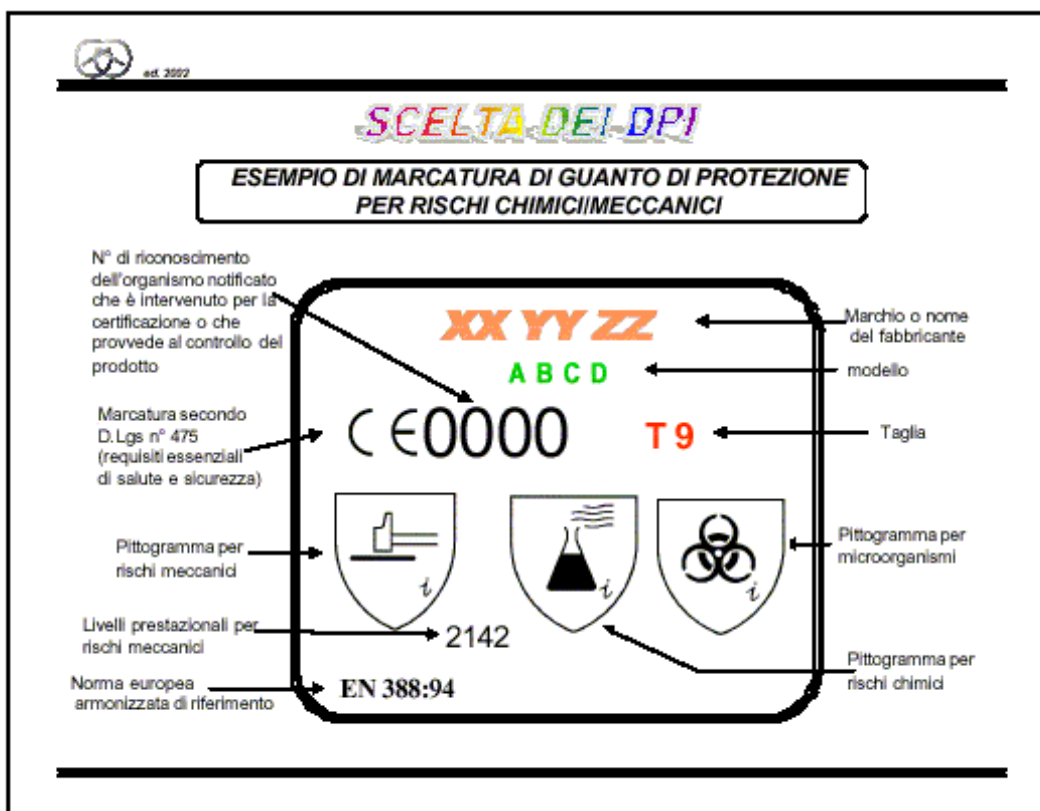 ed. 2002
SCELTA DEI DPI
ESEMPIO DI MARCATURA DI GUANTO DI PROTEZIONE
PER RISCHI CHIMICI/MECCANICI
N° di riconoscimento
dell'organismo notificato
che è intervenuto per la
certificazione o che
provvede al controllo del
prodotto
XX YY ZZ
Marchio o nome
del fabbricante
A B C D
modello
Marcatura secondo
D.Lgs n° 475
(requisiti essenziali
di salute e sicurezza)
CE0000
T 9
Taglia
Pittogramma per
rischi meccanici
i
i
i
Pittogramma per
microorganismi
Livelli prestazionali per
rischi meccanici
2142
Pittogramma per
rischi chimici
Norma europea
armonizzata di riferimento
EN 388:94